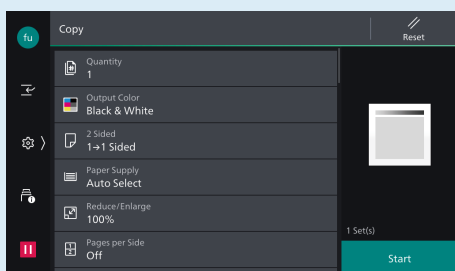 fu
Copy
Reset
Quantity
1
Output Color
Black & White
2 Sided
1→1 Sided
Paper Supply
Auto Select
Reduce/Enlarge
100%
Pages per Side
Off
1 Set(s)
Start